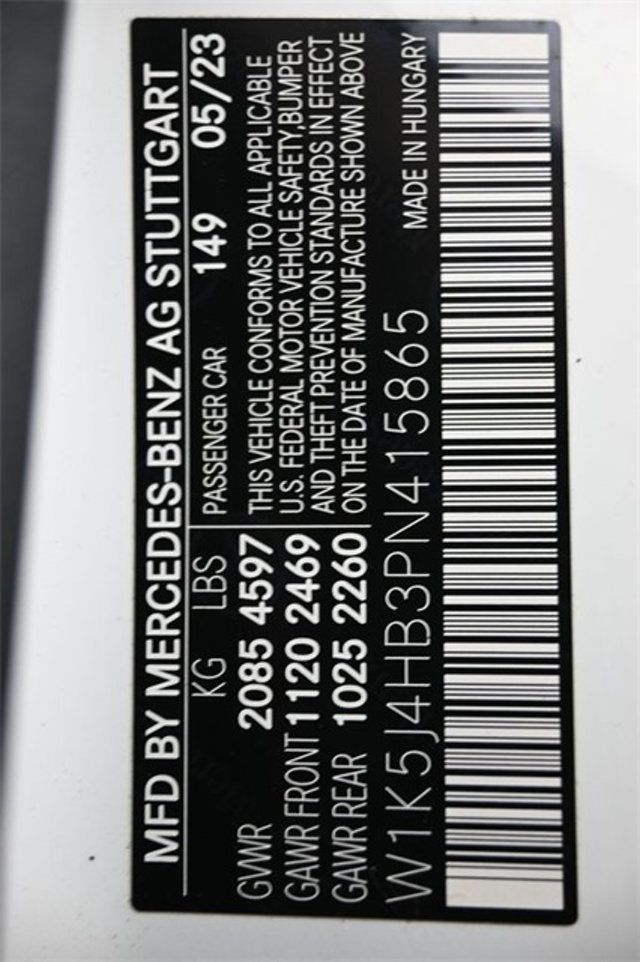 MFD BY MERCEDES-BENZ AG STUTTGART
KG LBS PASSENGER CAR 149 05/23
GVWR 2085 4597 THIS VEHICLE CONFORMS TO ALL APPLICABLE
U.S. FEDERAL MOTOR VEHICLE SAFETY,BUMPER
GAWR FRONT 1120 2469 AND THEFT PREVENTION STANDARDS IN EFFECT
GAWR REAR 1025 2260 ON THE DATE OF MANUFACTURE SHOWN ABOVE
W1K5J4HB3PN415865 MADE IN HUNGARY